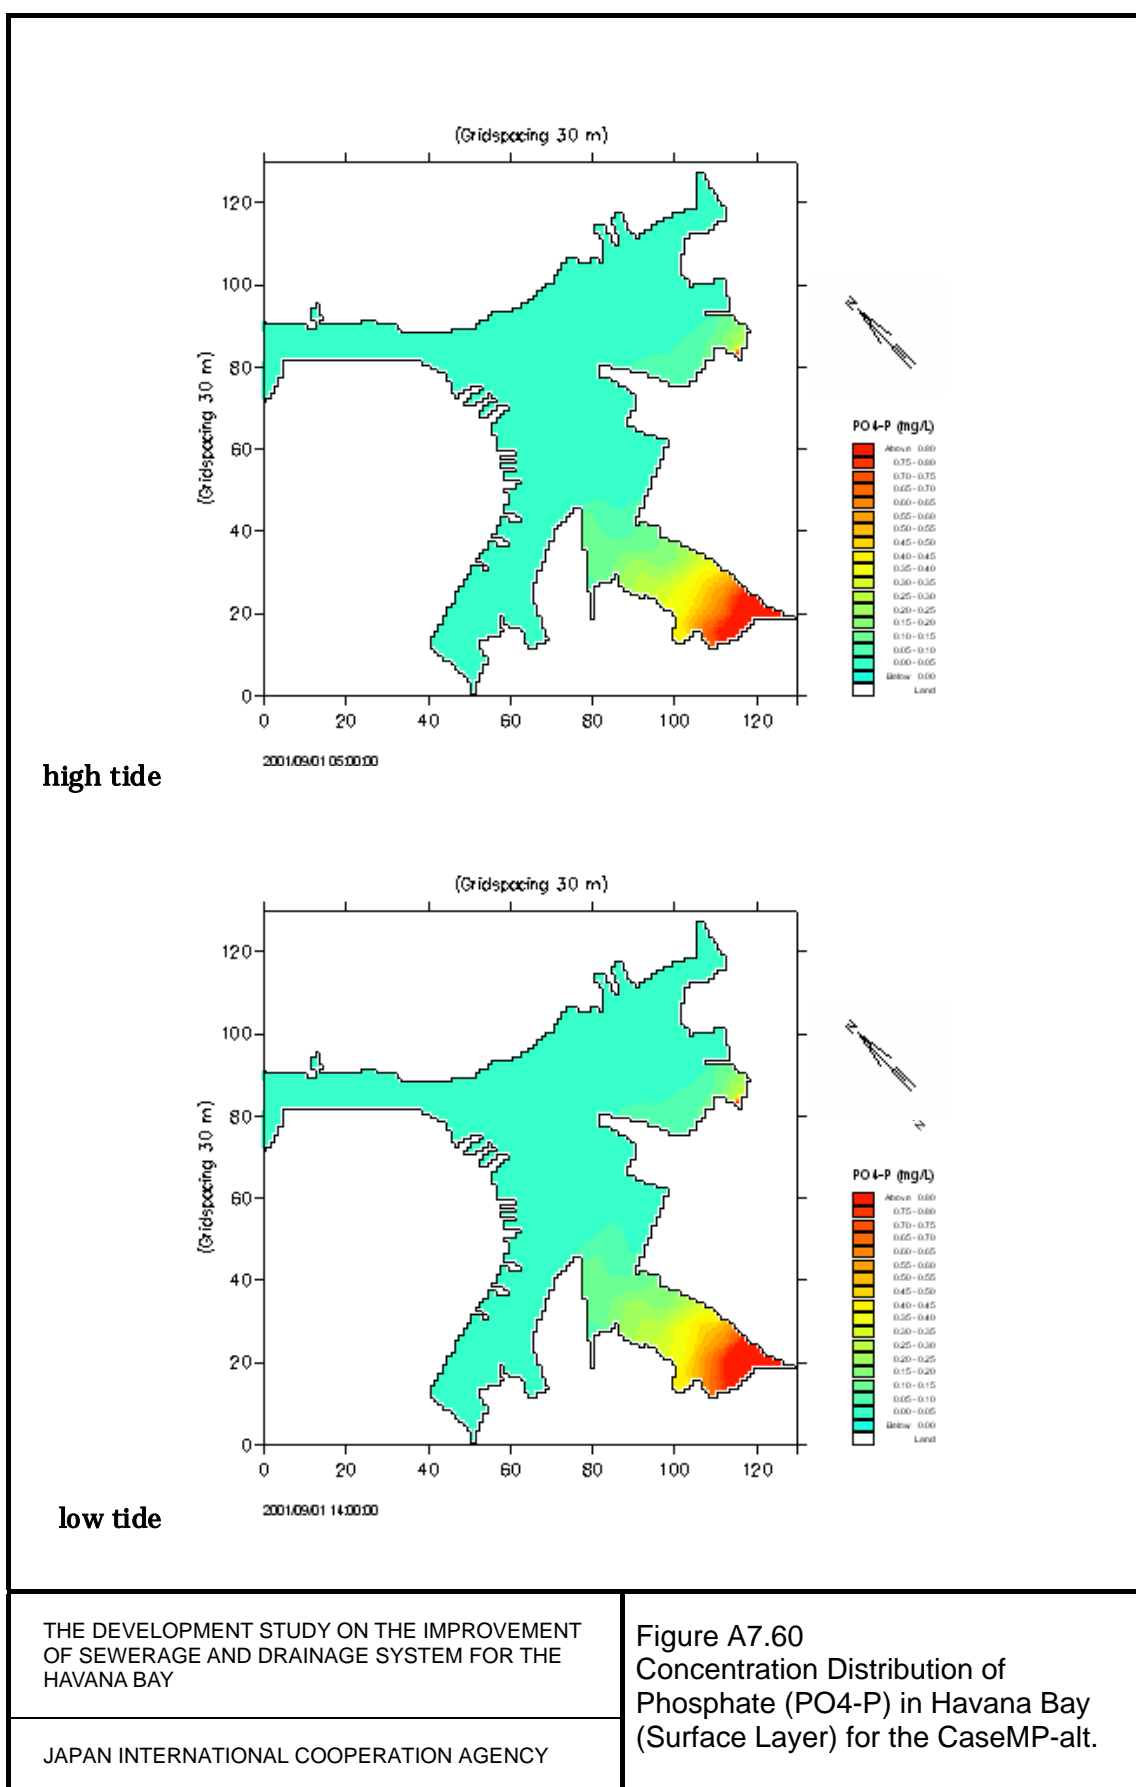 (Gridspacing 30 m)
120
100
80
60
40
20
0
(Gridspacing 30 m)
0 20 40 60 80 100 120
2001/09/01 05:00:00
N
PO4-P (mg/L)
Above 0.80
0.75 - 0.80
0.70 - 0.75
0.65 - 0.70
0.60 - 0.65
0.55 - 0.60
0.50 - 0.55
0.45 - 0.50
0.40 - 0.45
0.35 - 0.40
0.30 - 0.35
0.25 - 0.30
0.20 - 0.25
0.15 - 0.20
0.10 - 0.15
0.05 - 0.10
0.00 - 0.05
Below 0.00
Land
high tide
(Gridspacing 30 m)
120
100
80
60
40
20
0
(Gridspacing 30 m)
0 20 40 60 80 100 120
2001/09/01 14:00:00
N
N
PO4-P (mg/L)
Above 0.80
0.75 - 0.80
0.70 - 0.75
0.65 - 0.70
0.60 - 0.65
0.55 - 0.60
0.50 - 0.55
0.45 - 0.50
0.40 - 0.45
0.35 - 0.40
0.30 - 0.35
0.25 - 0.30
0.20 - 0.25
0.15 - 0.20
0.10 - 0.15
0.05 - 0.10
0.00 - 0.05
Below 0.00
Land
low tide
THE DEVELOPMENT STUDY ON THE IMPROVEMENT
OF SEWERAGE AND DRAINAGE SYSTEM FOR THE
HAVANA BAY
JAPAN INTERNATIONAL COOPERATION AGENCY
Figure A7.60
Concentration Distribution of
Phosphate (PO4-P) in Havana Bay
(Surface Layer) for the CaseMP-alt.